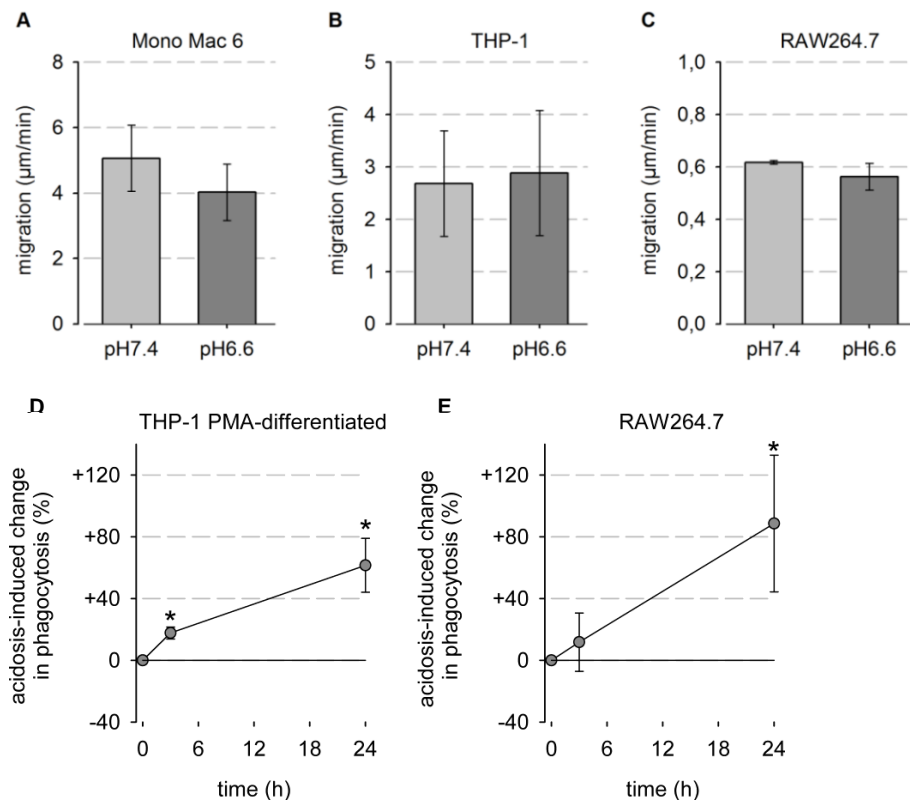 A
Mono Mac 6
migration (µm/min)
8
6
4
2
0
pH7.4 pH6.6
B
THP-1
migration (µm/min)
5
4
3
2
1
0
pH7.4 pH6.6
C
RAW264.7
migration (µm/min)
1,0
0,8
0,6
0,4
0,2
0,0
pH7.4 pH6.6
D
THP-1 PMA-differentiated
acidosis-induced change
in phagocytosis (%)
+120
+80
+40
0
-40
*
*
0 6 12 18 24
time (h)
E
RAW264.7
acidosis-induced change
in phagocytosis (%)
+120
+80
+40
0
-40
*
0 6 12 18 24
time (h)